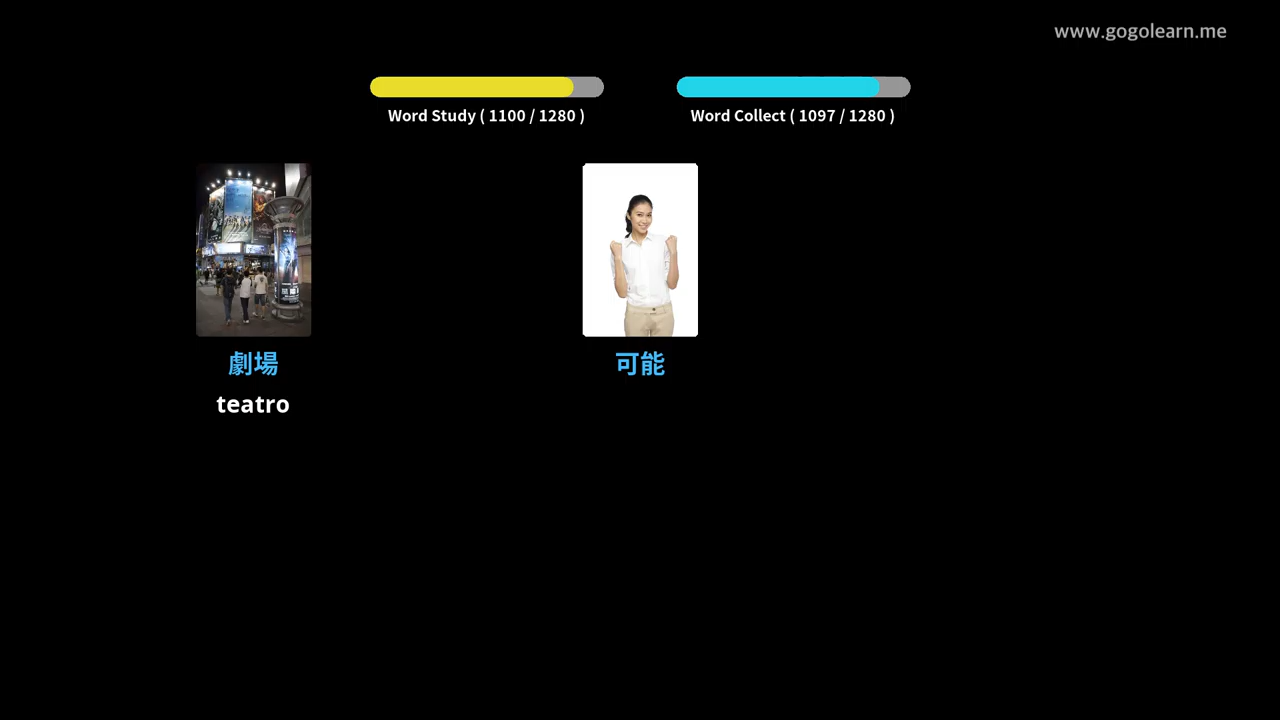 www.gogolearn.me
Word Study ( 1100 / 1280 )
Word Collect ( 1097 / 1280 )
劇場
可能
teatro